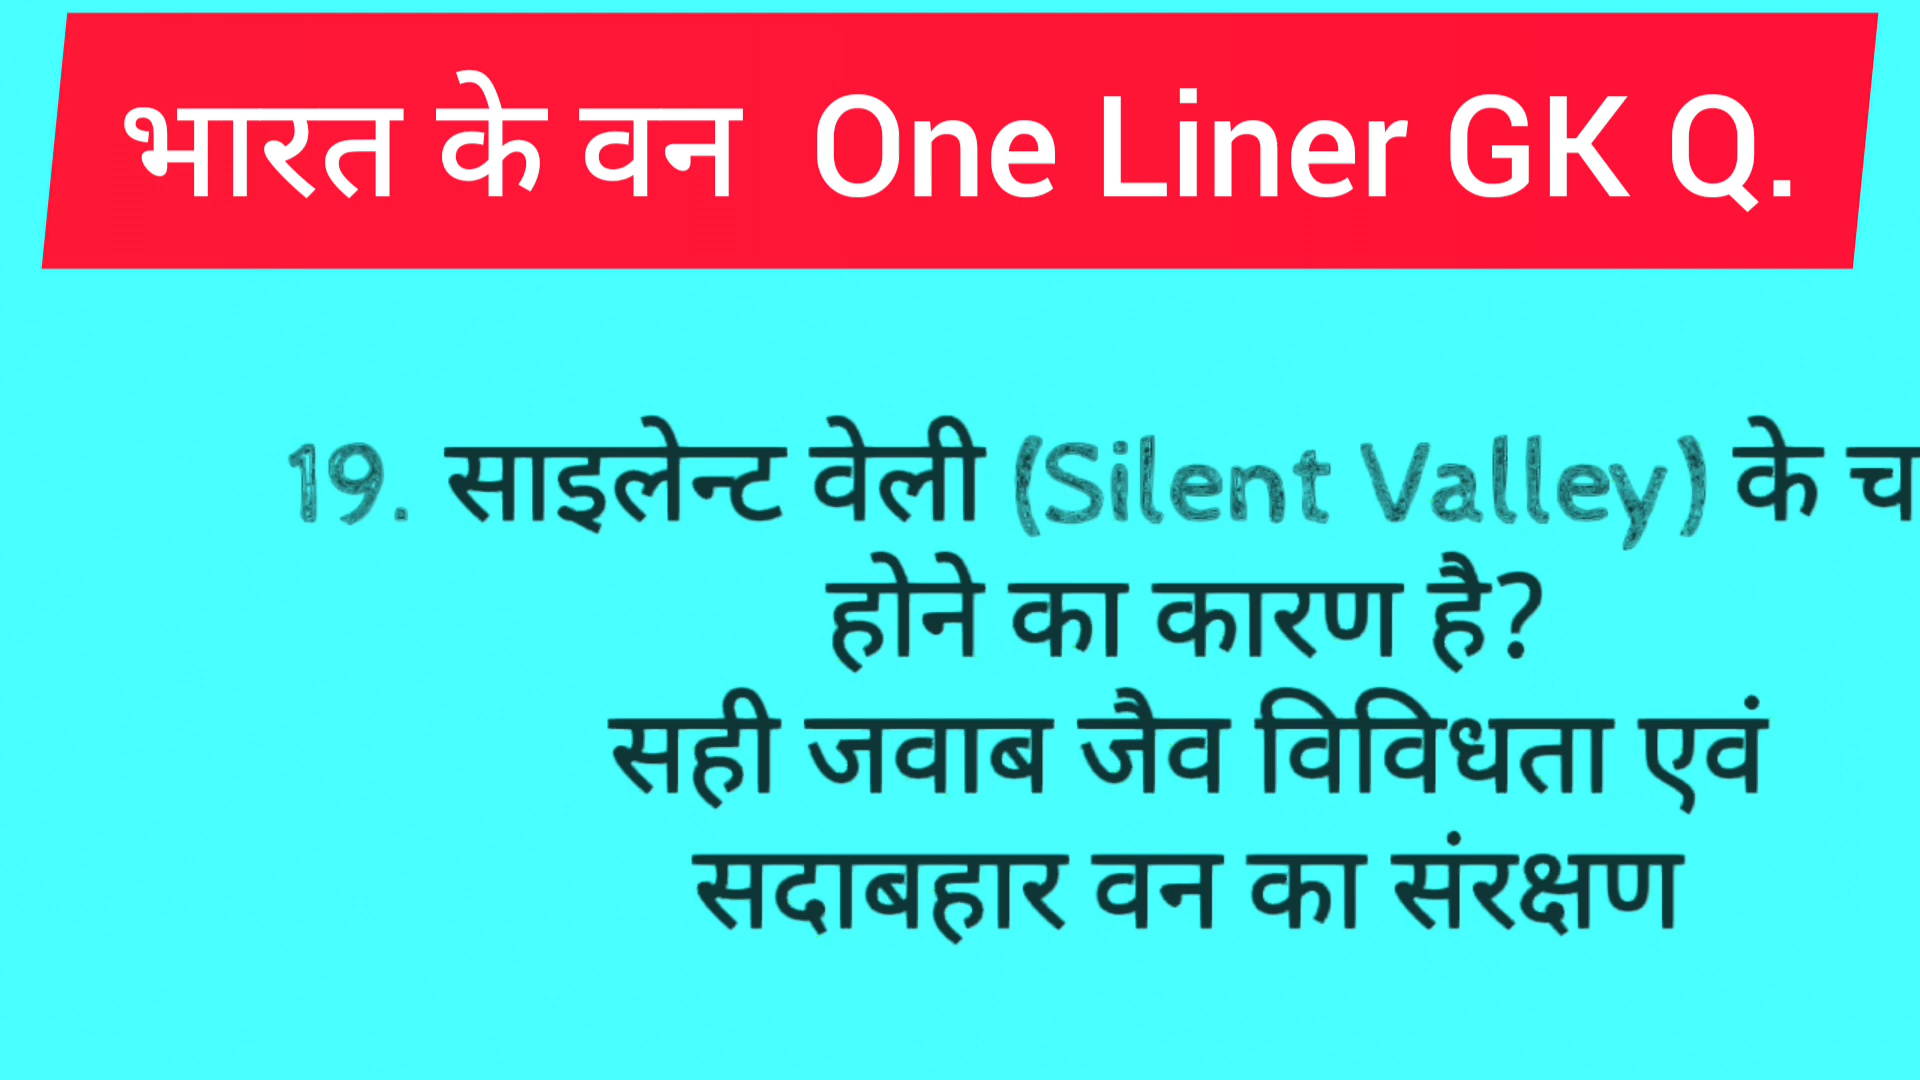 भारत के वन One Liner GK Q.
19. साइलेन्ट वेली (Silent Valley) के च
होने का कारण है?
सही जवाब जैव विविधता एवं
सदाबहार वन का संरक्षण